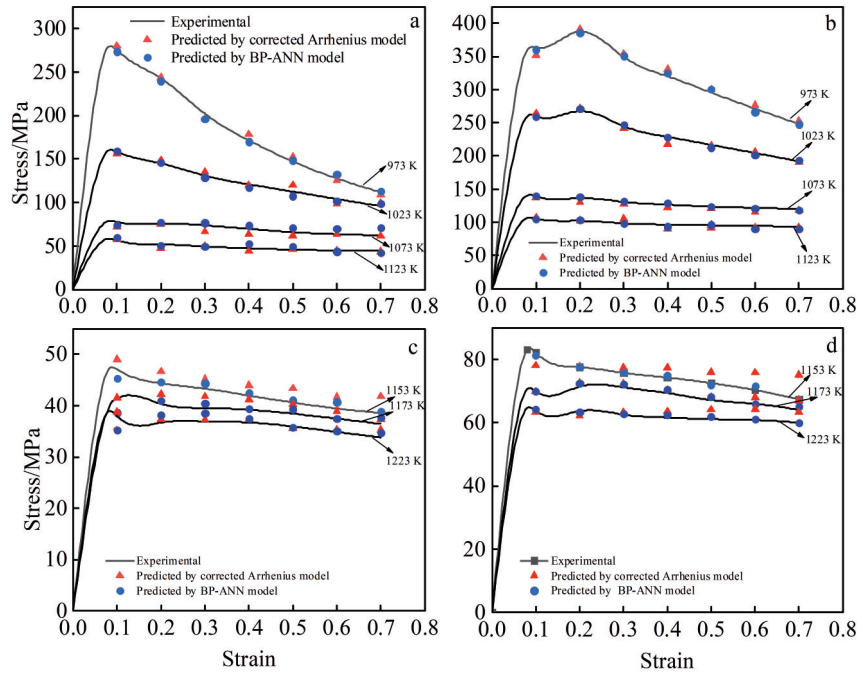 a
Experimental
Predicted by corrected Arrhenius model
Predicted by BP-ANN model
Stress/MPa
300
250
200
150
100
50
0
973 K
1023 K
1073 K
1123 K
0.0 0.1 0.2 0.3 0.4 0.5 0.6 0.7 0.8
b
400
350
300
250
200
150
100
50
0
973 K
1023 K
1073 K
1123 K
Experimental
Predicted by corrected Arrhenius model
Predicted by BP-ANN model
0.0 0.1 0.2 0.3 0.4 0.5 0.6 0.7 0.8
c
Stress/MPa
50
40
30
20
10
0
1153 K
1173 K
1223 K
Experimental
Predicted by corrected Arrhenius model
Predicted by BP-ANN model
0.0 0.1 0.2 0.3 0.4 0.5 0.6 0.7 0.8
Strain
d
80
60
40
20
0
1153 K
1173 K
1223 K
Experimental
Predicted by corrected Arrhenius model
Predicted by BP-ANN model
0.0 0.1 0.2 0.3 0.4 0.5 0.6 0.7 0.8
Strain